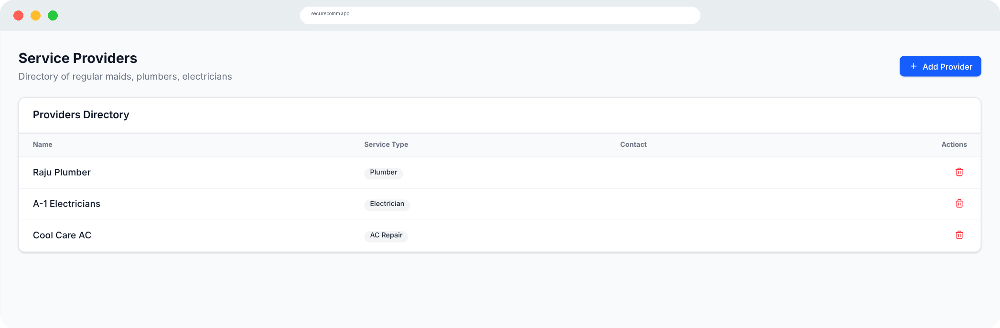 securecomm.app
Service Providers
Directory of regular maids, plumbers, electricians
+ Add Provider
Providers Directory
Name Service Type Contact Actions
Raju Plumber Plumber
A-1 Electricians Electrician
Cool Care AC AC Repair